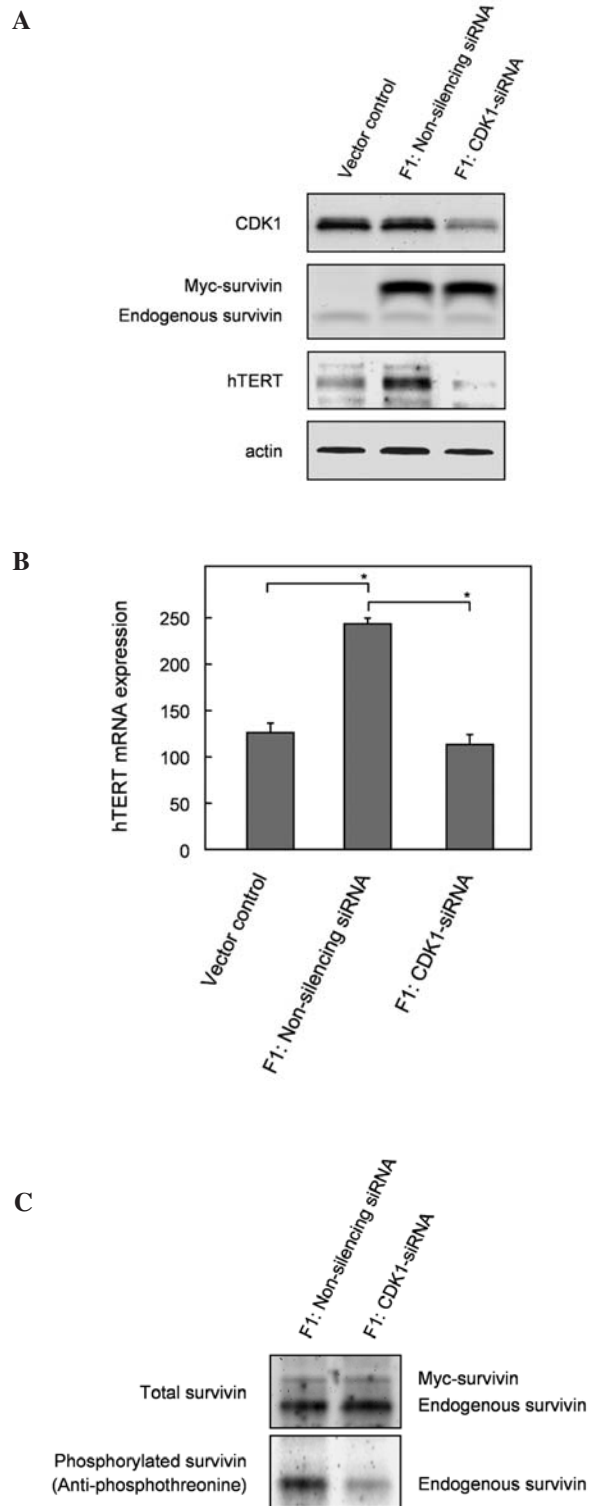 A
Vector control
F1: Non-silencing siRNA
F1: CDK1-siRNA
CDK1
Myc-survivin
Endogenous survivin
hTERT
actin
B
hTERT mRNA expression
250
200
150
100
50
0
*
*
Vector control
F1: Non-silencing siRNA
F1: CDK1-siRNA
C
F1: Non-silencing siRNA
F1: CDK1-siRNA
Total survivin
Myc-survivin
Endogenous survivin
Phosphorylated survivin
(Anti-phosphothreonine)
Endogenous survivin